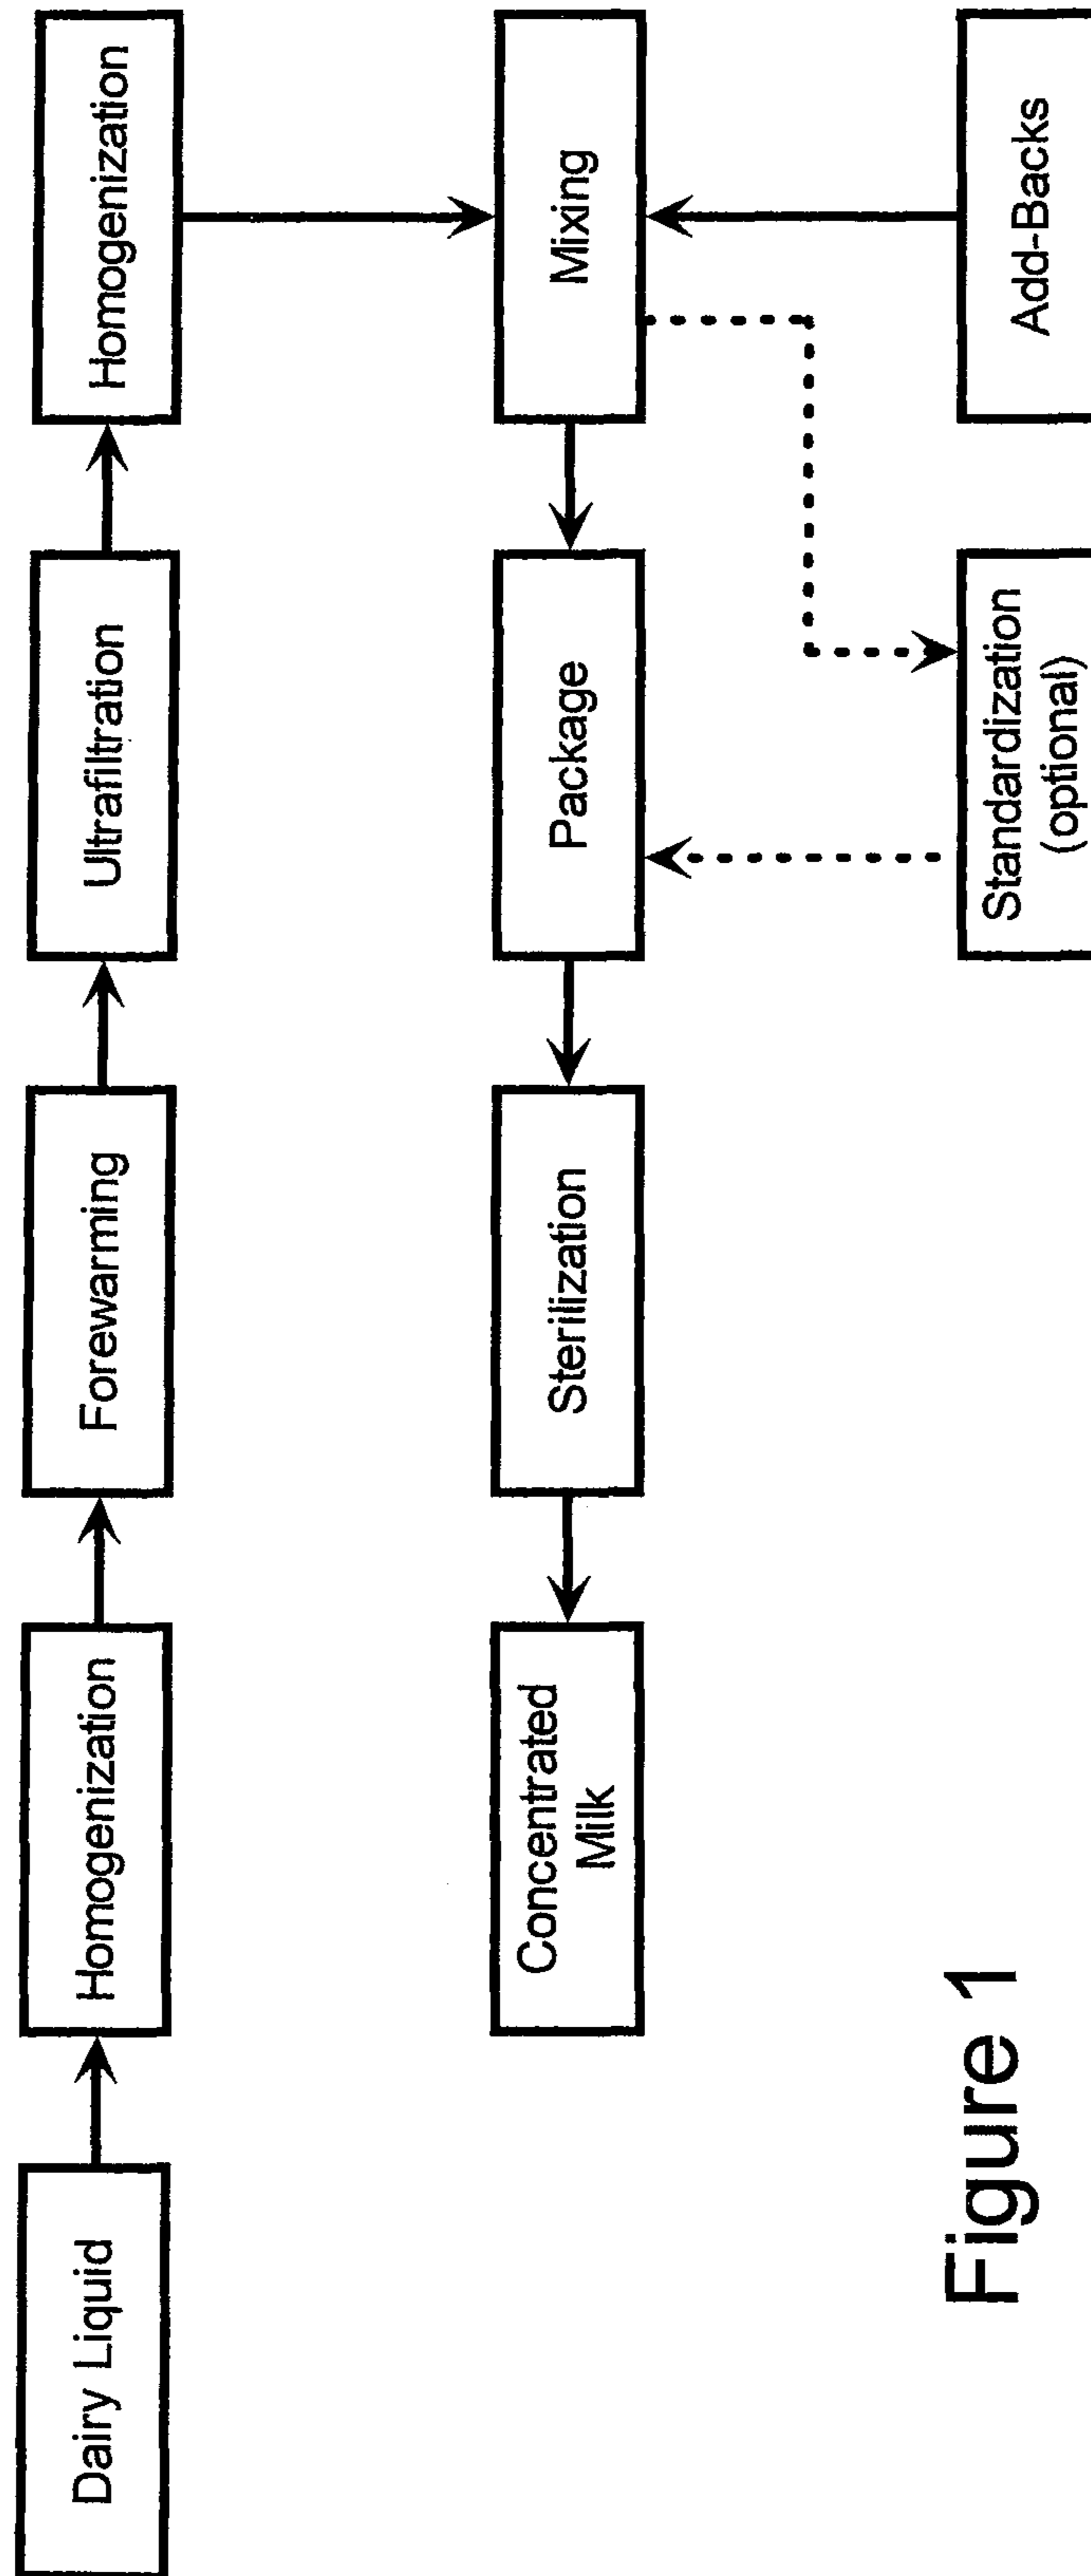 Dairy Liquid
Homogenization
Forewarming
Ultrafiltration
Homogenization
Concentrated
Milk
Sterilization
Package
Mixing
Standardization
(optional)
Add-Backs
Figure 1